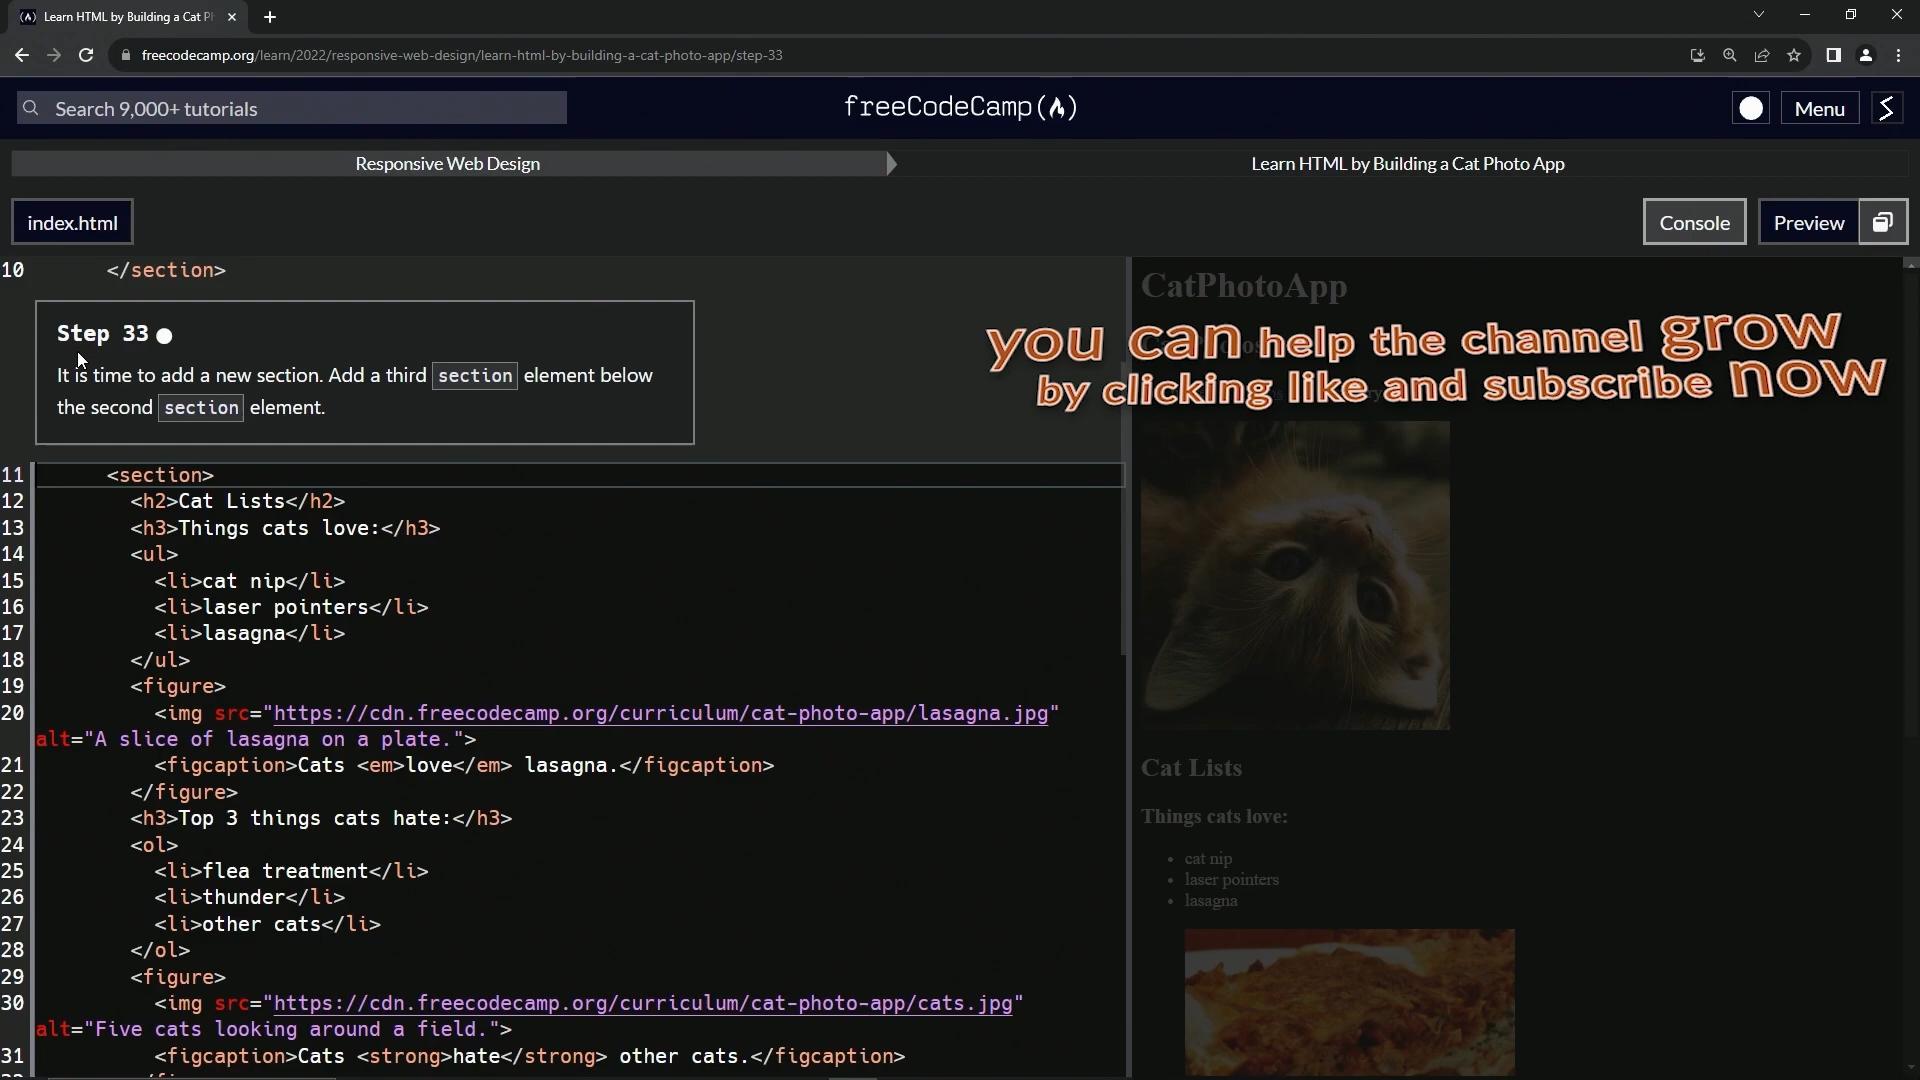 Learn HTML by Building a Cat P
freecodecamp.org/learn/2022/responsive-web-design/learn-html-by-building-a-cat-photo-app/step-33
Search 9,000+ tutorials
freeCodeCamp
Menu
Responsive Web Design
Learn HTML by Building a Cat Photo App
index.html
Console
Preview
10 </section>
Step 33
It is time to add a new section. Add a third section element below
the second section element.
11 <section>
12 <h2>Cat Lists</h2>
13 <h3>Things cats love:</h3>
14 <ul>
15 <li>cat nip</li>
16 <li>laser pointers</li>
17 <li>lasagna</li>
18 </ul>
19 <figure>
20 <img src="https://cdn.freecodecamp.org/curriculum/cat-photo-app/lasagna.jpg"
alt="A slice of lasagna on a plate.">
21 <figcaption>Cats <em>love</em> lasagna.</figcaption>
22 </figure>
23 <h3>Top 3 things cats hate:</h3>
24 <ol>
25 <li>flea treatment</li>
26 <li>thunder</li>
27 <li>other cats</li>
28 </ol>
29 <figure>
30 <img src="https://cdn.freecodecamp.org/curriculum/cat-photo-app/cats.jpg"
alt="Five cats looking around a field.">
31 <figcaption>Cats <strong>hate</strong> other cats.</figcaption>
CatPhotoApp
you can help the channel grow
by clicking like and subscribe now
Cat Lists
Things cats love:
• cat nip
• laser pointers
• lasagna